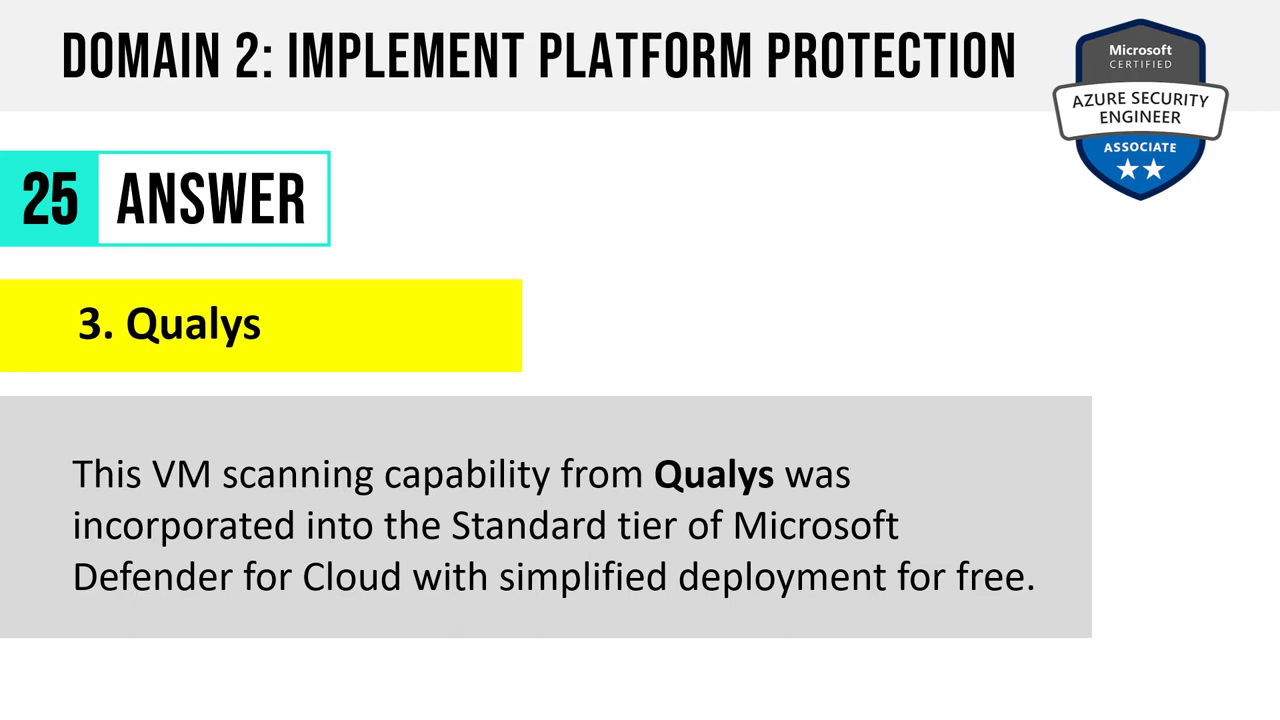 DOMAIN 2: IMPLEMENT PLATFORM PROTECTION
Microsoft
CERTIFIED
AZURE SECURITY
ENGINEER
ASSOCIATE
25 ANSWER
3. Qualys
This VM scanning capability from Qualys was
incorporated into the Standard tier of Microsoft
Defender for Cloud with simplified deployment for free.